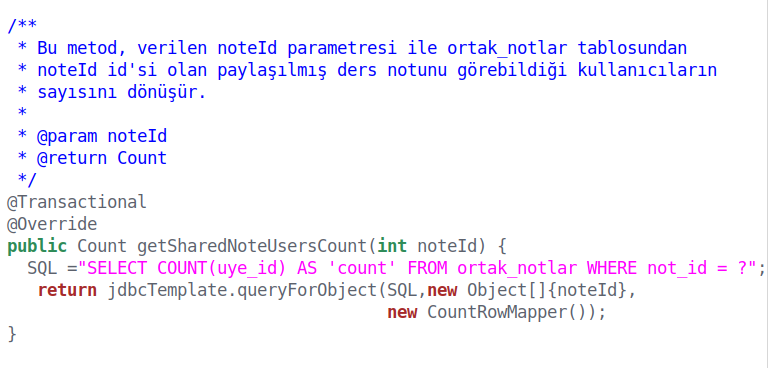 /**
 * Bu metod, verilen noteId parametresi ile ortak_notlar tablosundan
 * noteId id'si olan paylaşılmış ders notunu görebildiği kullanıcıların
 * sayısını dönüşür.
 *
 * @param noteId
 * @return Count
 */
@Transactional
@Override
public Count getSharedNoteUsersCount(int noteId) {
  SQL ="SELECT COUNT(uye_id) AS 'count' FROM ortak_notlar WHERE not_id = ?";
   return jdbcTemplate.queryForObject(SQL,new Object[]{noteId},
                                      new CountRowMapper());
}